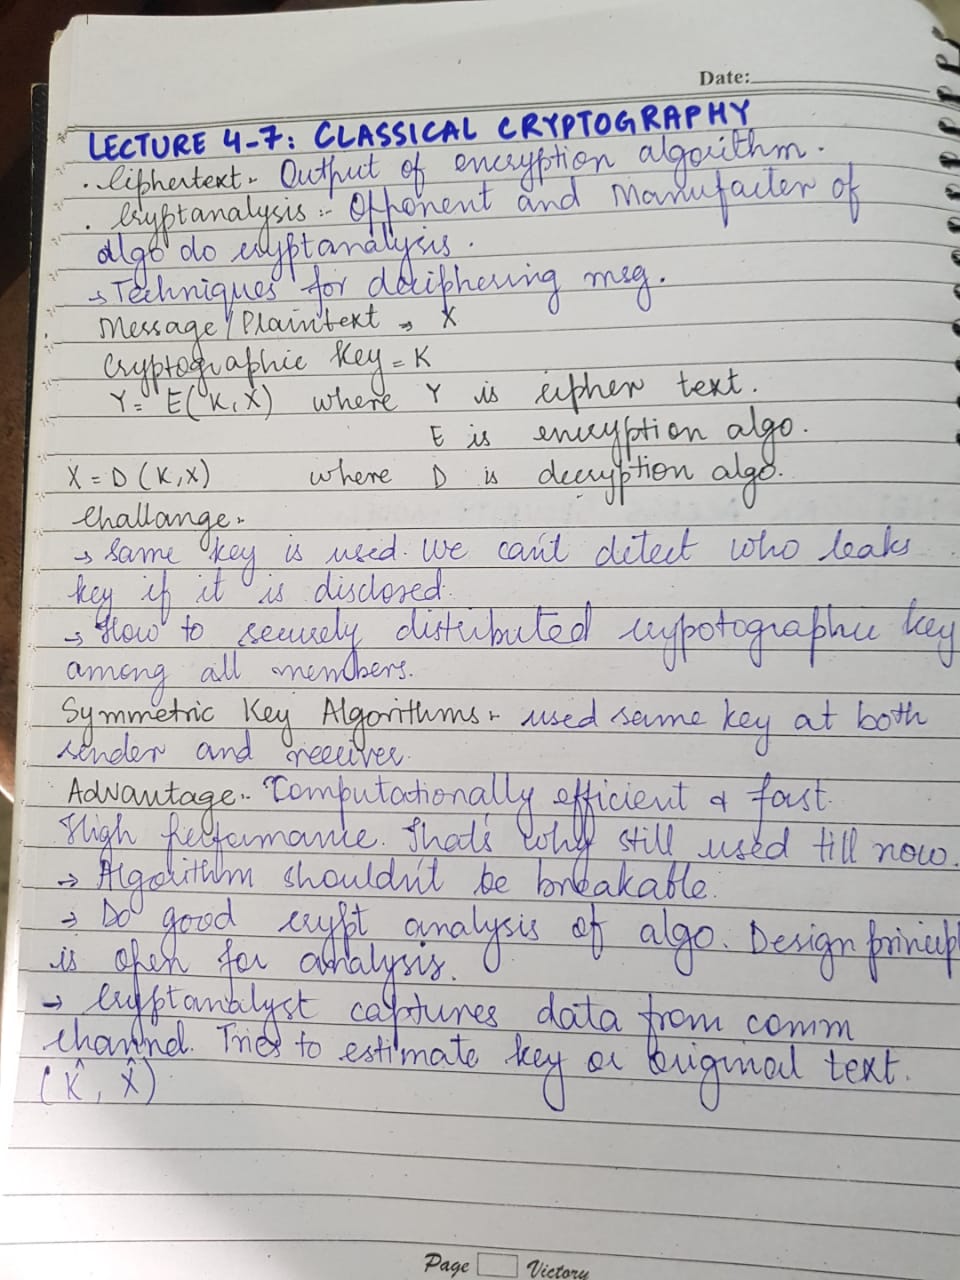 Date:
LECTURE 4-7: CLASSICAL CRYPTOGRAPHY
. Ciphertext - Output of encryption algorithm.
. Cryptanalysis :- Opponent and Manufacter of
algo do cryptanalysis.
→ Techniques for deciphering msg.
Message/Plaintext → X
Cryptographic Key = K
Y = E(K,X) where Y is cipher text.
E is encryption algo.
X = D(K,X) where D is decryption algo.
Challange -
→ Same key is used. We can't detect who leaks
key if it is disclosed.
→ How to securely distributed crypotographic key
among all members.
Symmetric Key Algorithms - used same key at both
sender and receiver.
Advantage - Computationally efficient & fast.
High performance. That's why still used till now.
→ Algorithm shouldn't be breakable.
→ Do good crypt analysis of algo. Design princip
is open for analysis.
→ Cryptanalyst captures data from comm
channel. Tries to estimate key or original text.
(K̂, X̂)
Page Victory